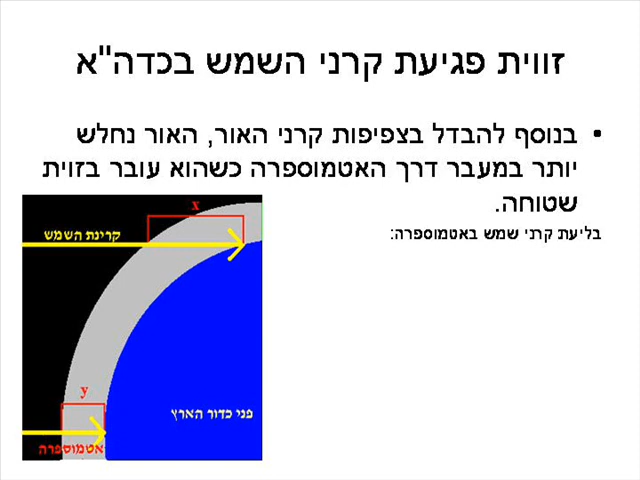 זווית פגיעת קרני השמש בכדה"א
• בנוסף להבדל בצפיפות קרני האור, האור נחלש
יותר במעבר דרך האטמוספרה כשהוא עובר בזוית
שטוחה.
בליעת קרני שמש באטמוספרה:
x
קרינת השמש
y
פני כדור הארץ
אטמוספרה